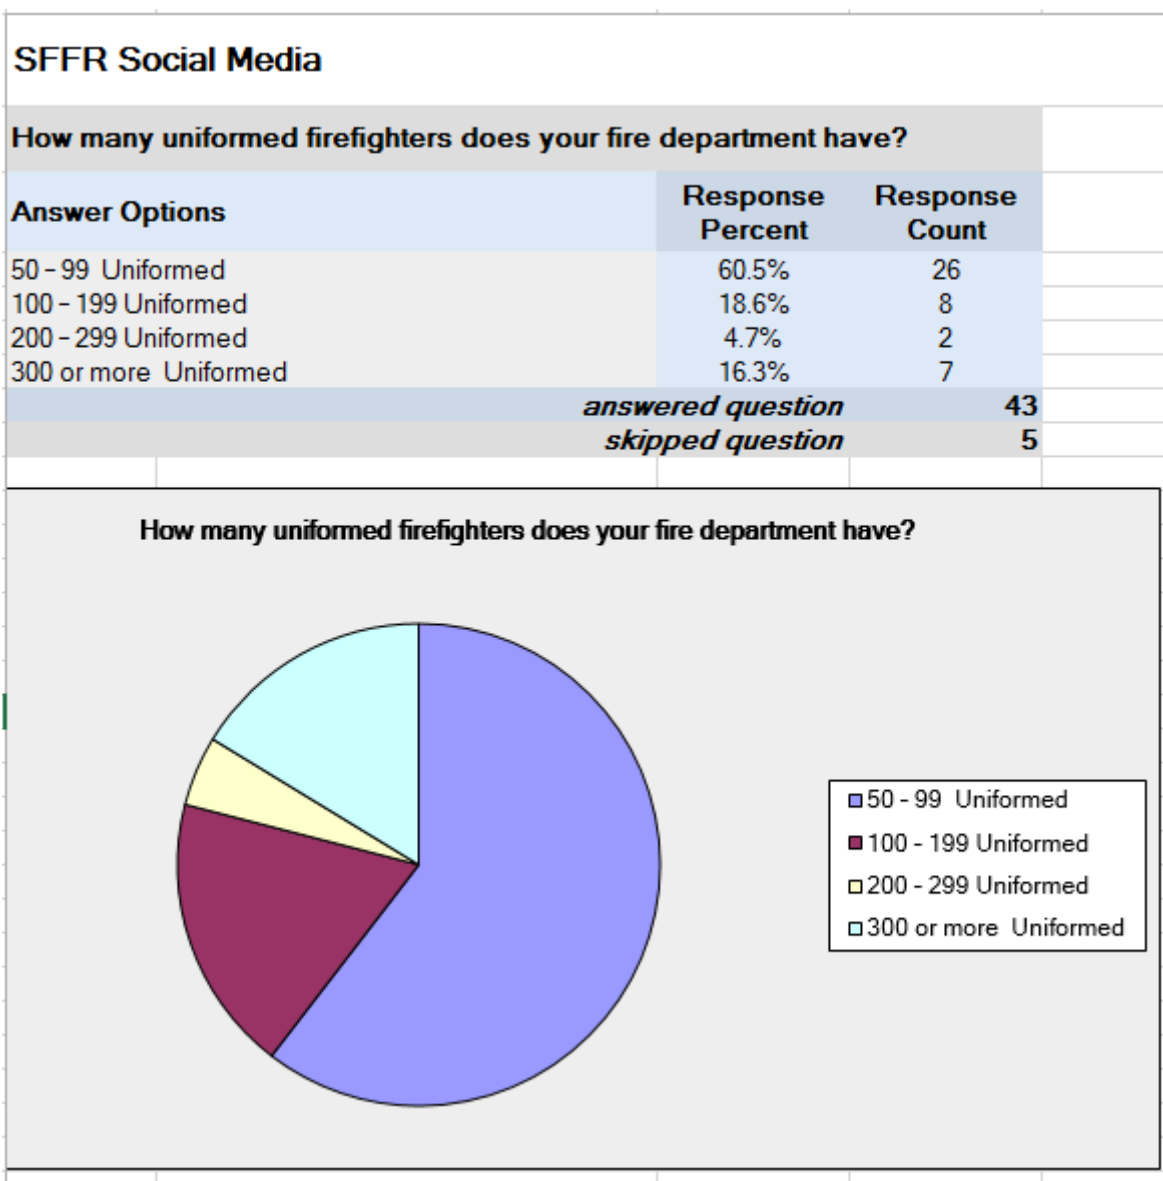 SFFR Social Media
How many uniformed firefighters does your fire department have?
Answer Options Response Percent Response Count
50 – 99  Uniformed 60.5% 26
100 – 199 Uniformed 18.6% 8
200 – 299 Uniformed 4.7% 2
300 or more  Uniformed 16.3% 7
answered question 43
skipped question 5
How many uniformed firefighters does your fire department have?
50 - 99  Uniformed
100 - 199 Uniformed
200 - 299 Uniformed
300 or more  Uniformed